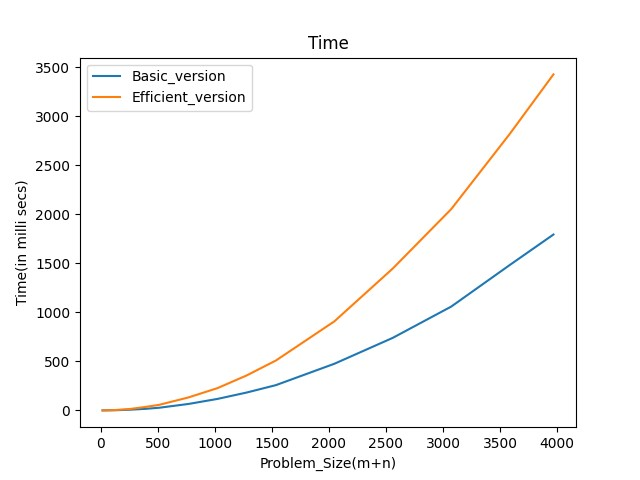 Time
Basic_version
Efficient_version
Time(in milli secs)
3500
3000
2500
2000
1500
1000
500
0
0 500 1000 1500 2000 2500 3000 3500 4000
Problem_Size(m+n)